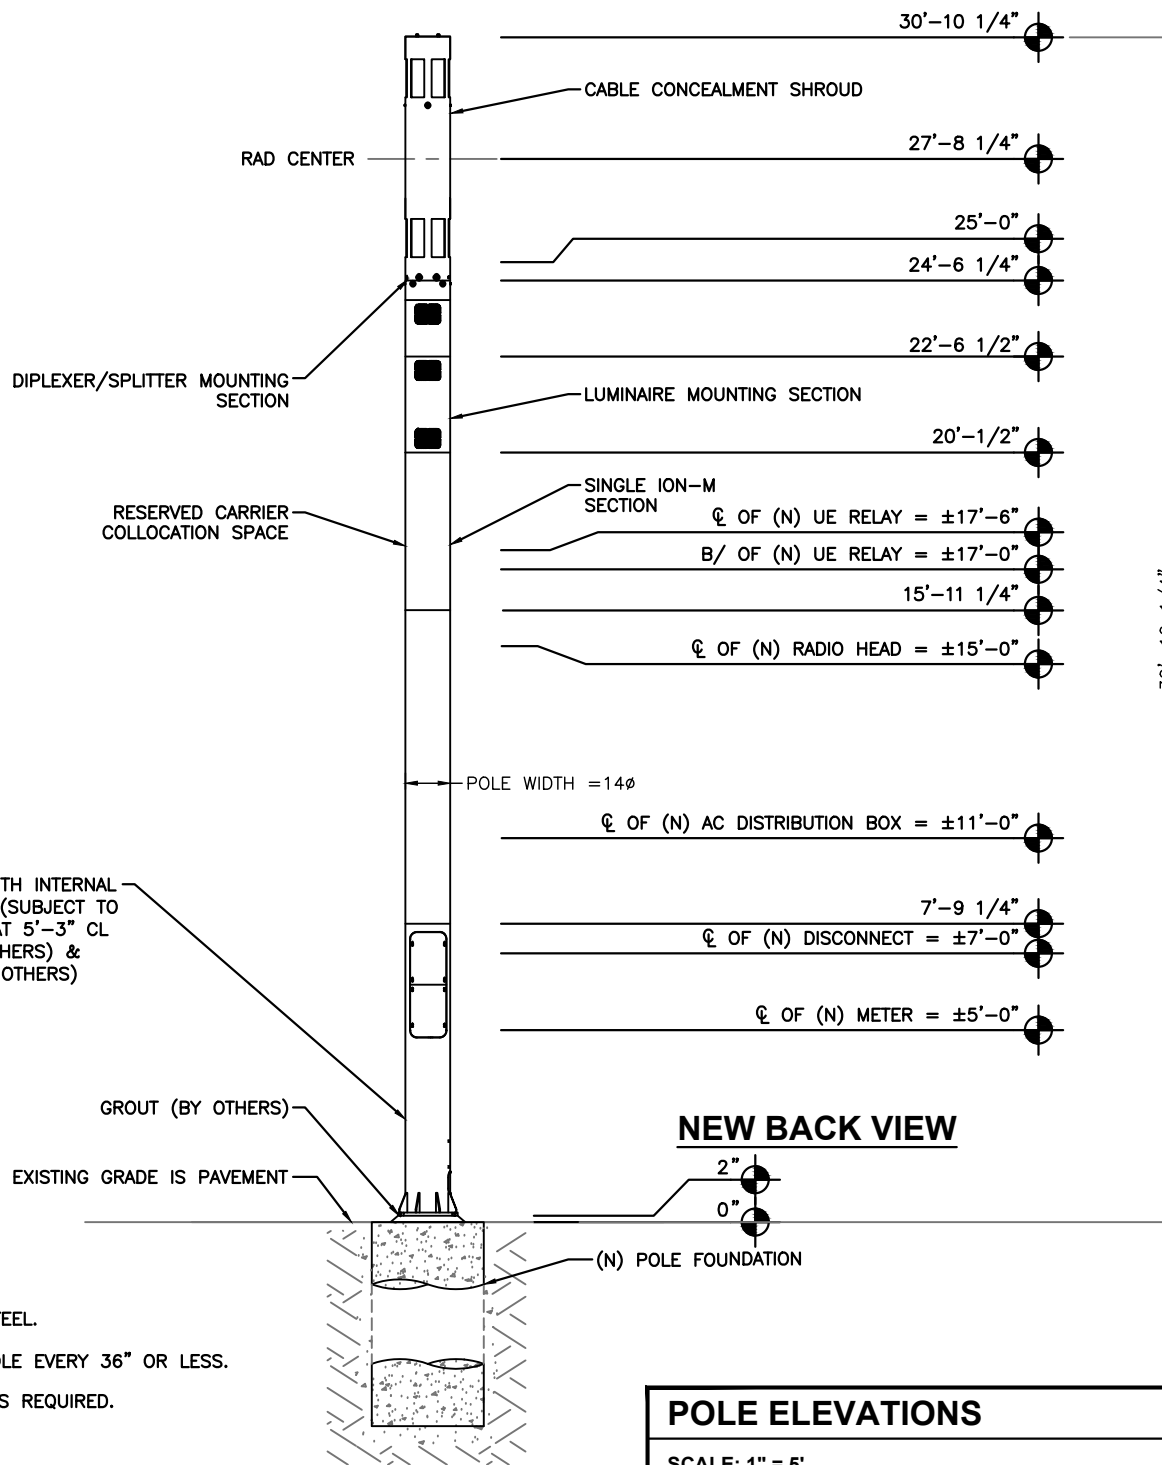 30'-10 1/4"
CABLE CONCEALMENT SHROUD
RAD CENTER
27'-8 1/4"
25'-0"
24'-6 1/4"
22'-6 1/2"
DIPLEXER/SPLITTER MOUNTING
SECTION
LUMINAIRE MOUNTING SECTION
20'-1/2"
RESERVED CARRIER
COLLOCATION SPACE
SINGLE ION-M
SECTION
℄ OF (N) UE RELAY = ±17'-6"
B/ OF (N) UE RELAY = ±17'-0"
15'-11 1/4"
℄ OF (N) RADIO HEAD = ±15'-0"
POLE WIDTH =14ø
℄ OF (N) AC DISTRIBUTION BOX = ±11'-0"
TH INTERNAL
(SUBJECT TO
AT 5'-3" CL
HERS) &
OTHERS)
7'-9 1/4"
℄ OF (N) DISCONNECT = ±7'-0"
℄ OF (N) METER = ±5'-0"
GROUT (BY OTHERS)
NEW BACK VIEW
EXISTING GRADE IS PAVEMENT
2"
0"
(N) POLE FOUNDATION
TEEL.
OLE EVERY 36" OR LESS.
S REQUIRED.
POLE ELEVATIONS
SCALE: 1" = 5'